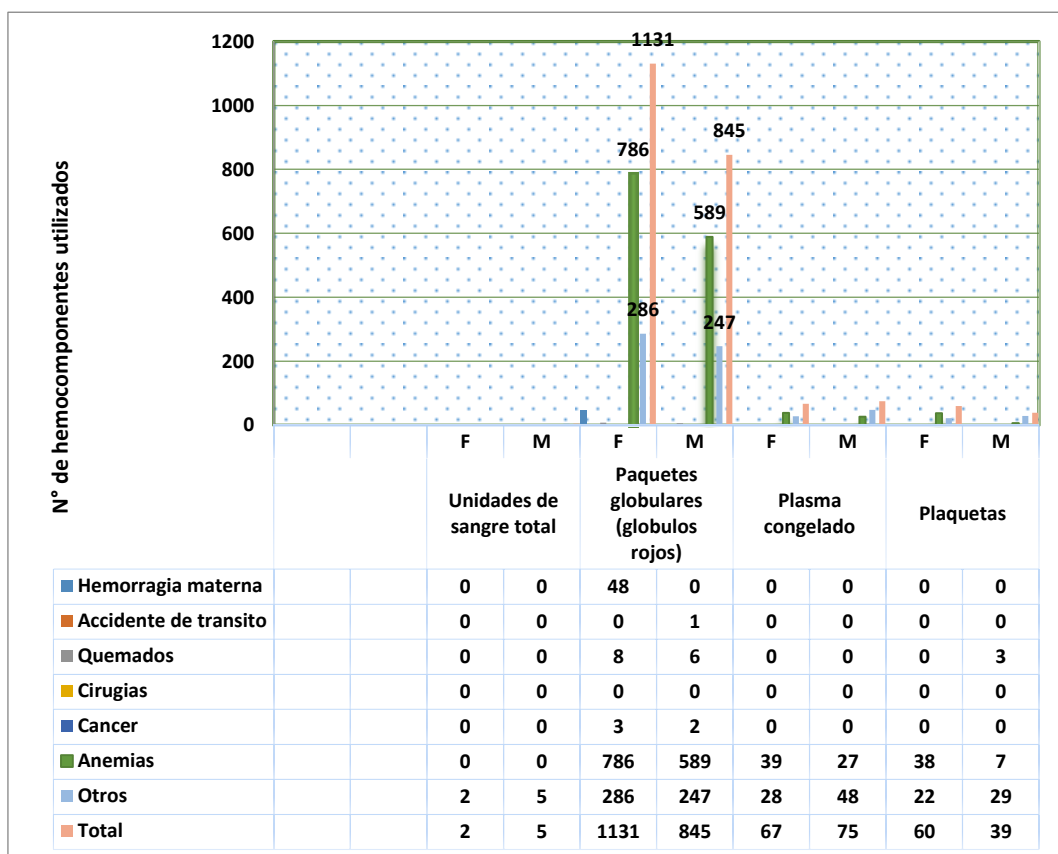 N° de hemocomponentes utilizados
1200
1000
800
600
400
200
0
1131
786
286
845
589
247
F M F M F M F M
Unidades de sangre total
Paquetes globulares (globulos rojos)
Plasma congelado
Plaquetas
Hemorragia materna 0 0 48 0 0 0 0 0
Accidente de transito 0 0 0 1 0 0 0 0
Quemados 0 0 8 6 0 0 0 3
Cirugias 0 0 0 0 0 0 0 0
Cancer 0 0 3 2 0 0 0 0
Anemias 0 0 786 589 39 27 38 7
Otros 2 5 286 247 28 48 22 29
Total 2 5 1131 845 67 75 60 39